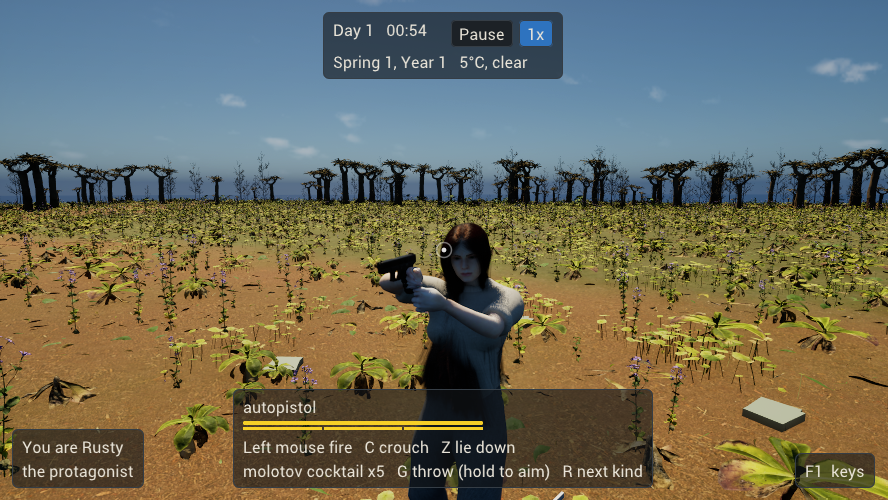 Day 1 00:54 Pause 1x
Spring 1, Year 1 5°C, clear
autopistol
Left mouse fire C crouch Z lie down
molotov cocktail x5 G throw (hold to aim) R next kind
You are Rusty
the protagonist
F1 keys